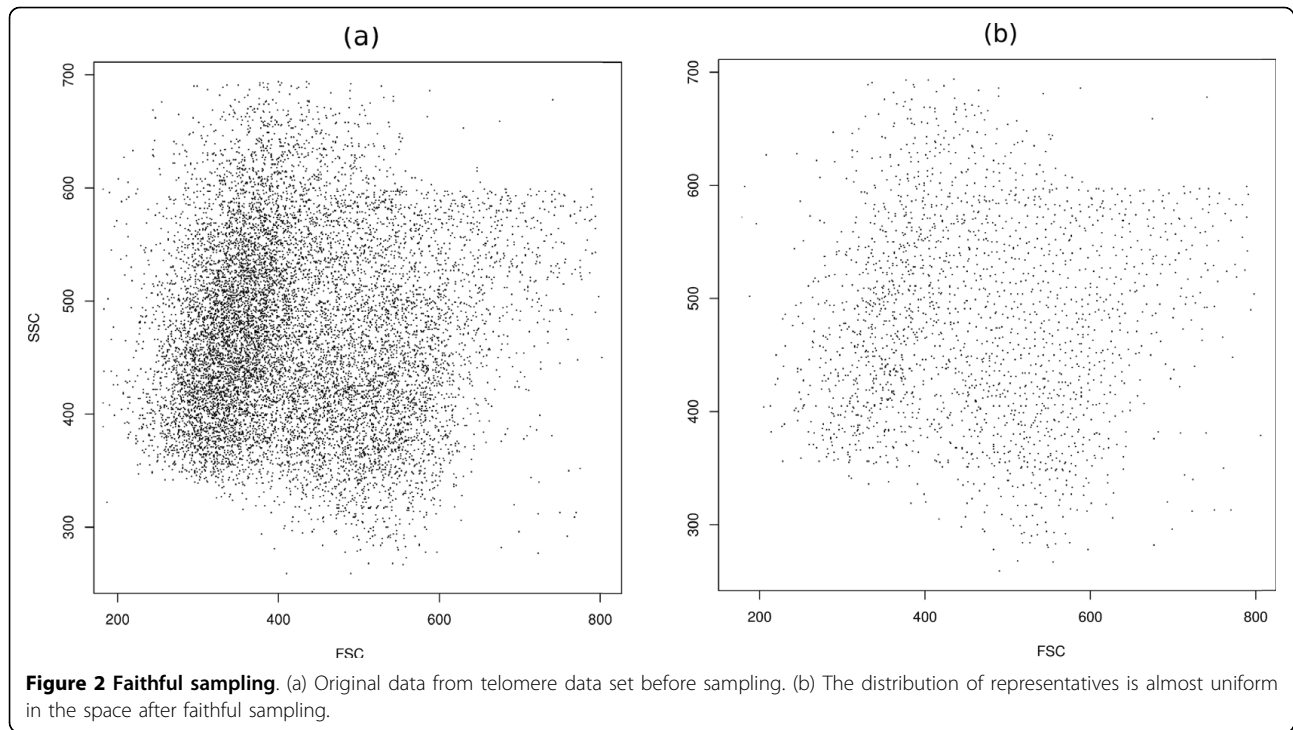 (a)
(b)
700
600
500
400
300
SSC
200
400
600
800
FSC
700
600
500
400
300
200
400
600
800
FSC
Figure 2 Faithful sampling. (a) Original data from telomere data set before sampling. (b) The distribution of representatives is almost uniform
in the space after faithful sampling.